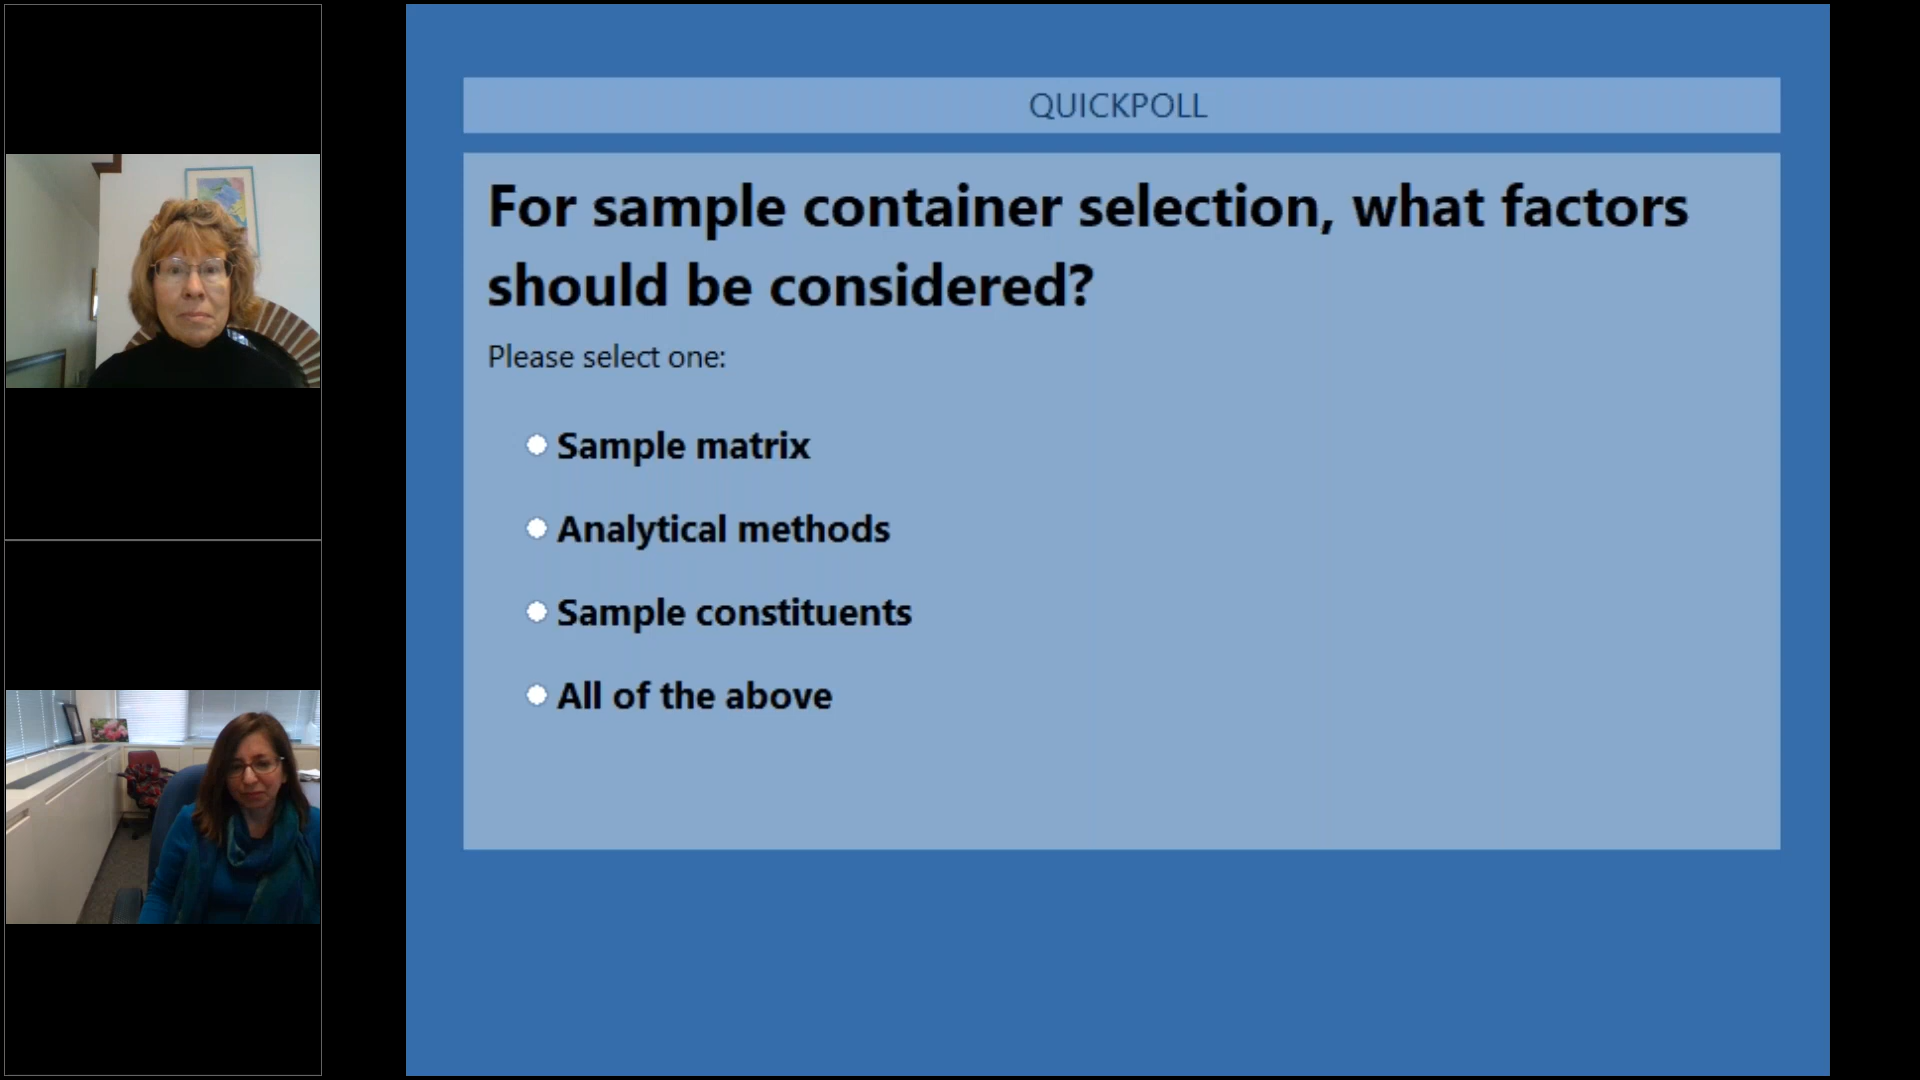 QUICKPOLL
For sample container selection, what factors
should be considered?
Please select one:
Sample matrix
Analytical methods
Sample constituents
All of the above